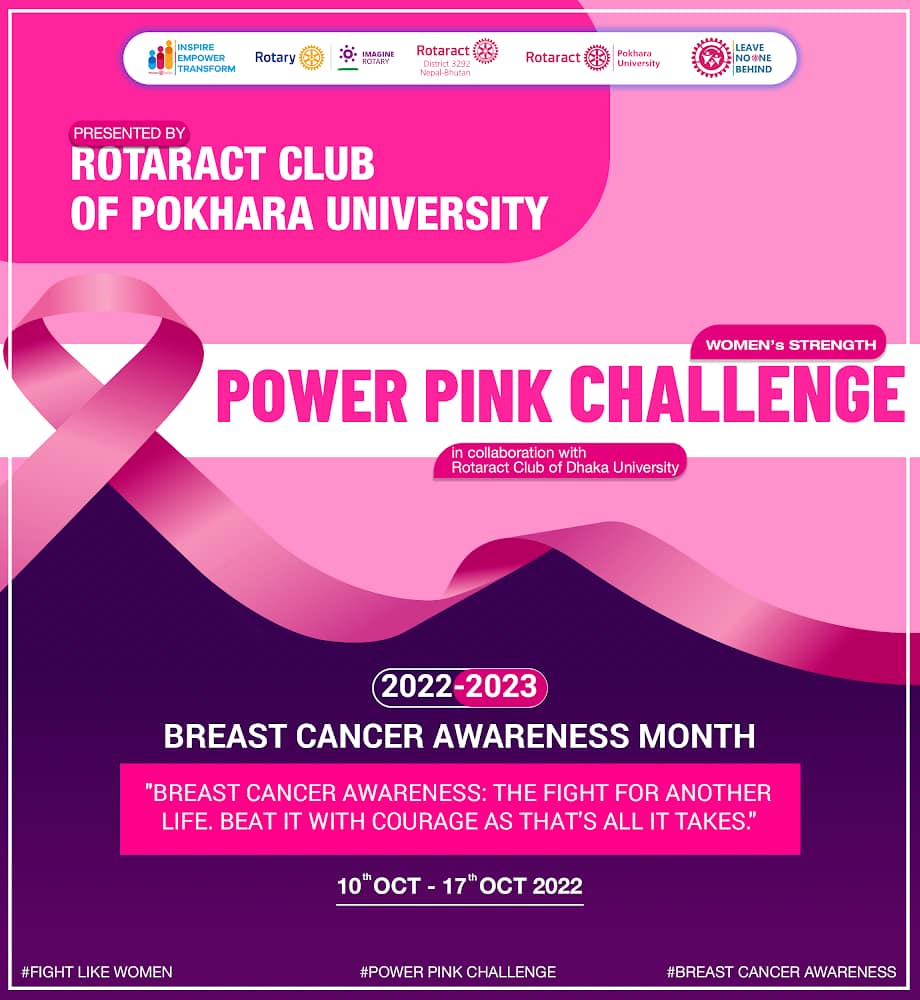 INSPIRE
EMPOWER
TRANSFORM
Rotary
IMAGINE
ROTARY
Rotaract
District 3292
Nepal-Bhutan
Rotaract
Pokhara
University
LEAVE
NO ONE
BEHIND
PRESENTED BY
ROTARACT CLUB
OF POKHARA UNIVERSITY
WOMEN's STRENGTH
POWER PINK CHALLENGE
in collaboration with
Rotaract Club of Dhaka University
2022-2023
BREAST CANCER AWARENESS MONTH
"BREAST CANCER AWARENESS: THE FIGHT FOR ANOTHER
LIFE. BEAT IT WITH COURAGE AS THAT'S ALL IT TAKES."
10th OCT - 17th OCT 2022
#FIGHT LIKE WOMEN
#POWER PINK CHALLENGE
#BREAST CANCER AWARENESS